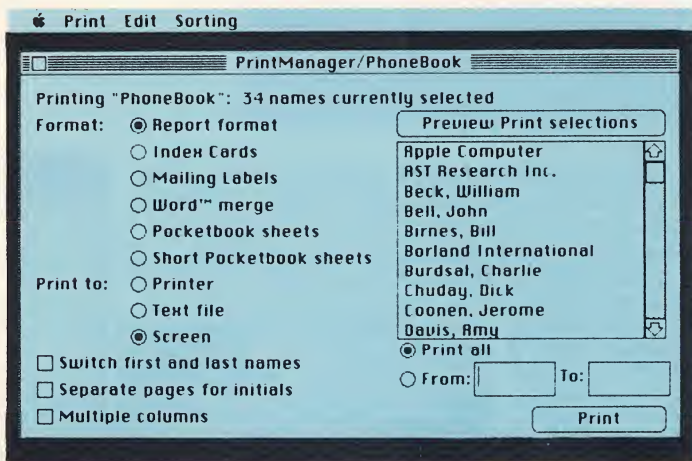 Print Edit Sorting
PrintManager/PhoneBook
Printing "PhoneBook": 34 names currently selected
Format:
Report format
Index Cards
Mailing Labels
Word™ merge
Pocketbook sheets
Short Pocketbook sheets
Print to:
Printer
Text file
Screen
Switch first and last names
Separate pages for initials
Multiple columns
Preview Print selections
Apple Computer
AST Research Inc.
Beck, William
Bell, John
Birnes, Bill
Borland International
Burdsal, Charlie
Chuday, Dick
Coonen, Jerome
Davis, Amy
Print all
From: To:
Print